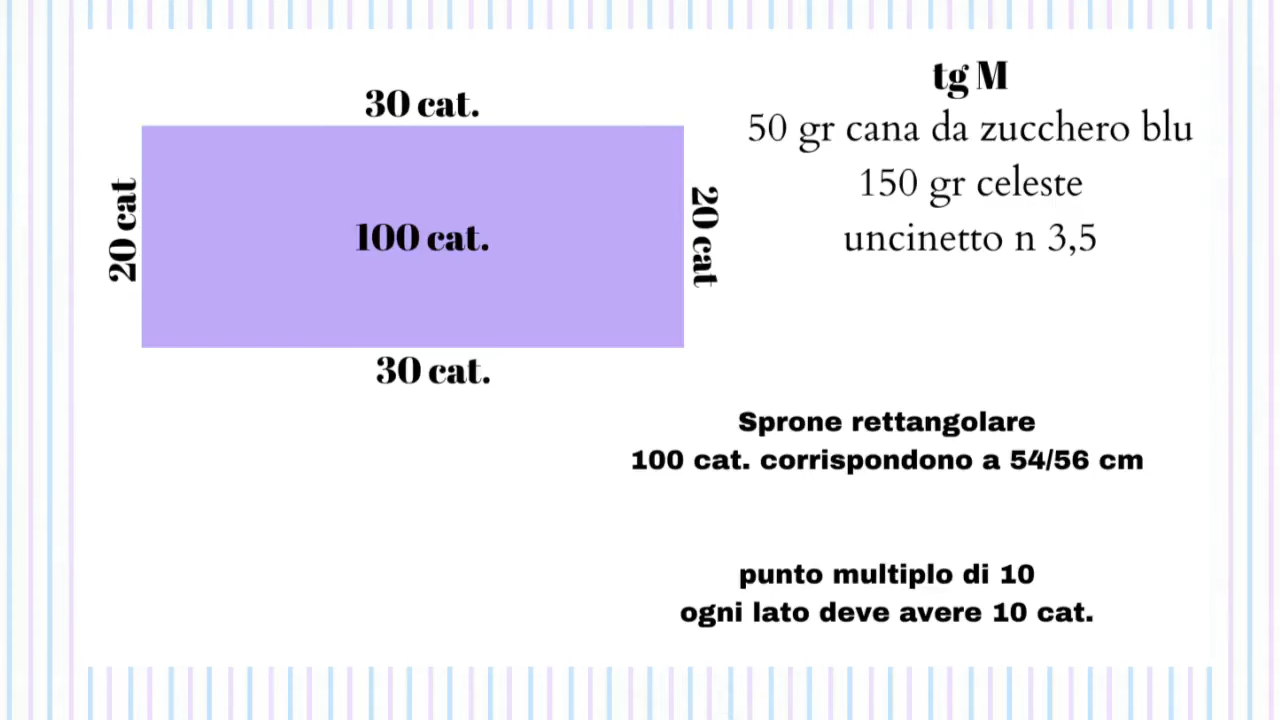 30 cat.
20 cat
100 cat.
20 cat
30 cat.
tg M
50 gr cana da zucchero blu
150 gr celeste
uncinetto n 3,5
Sprone rettangolare
100 cat. corrispondono a 54/56 cm
punto multiplo di 10
ogni lato deve avere 10 cat.